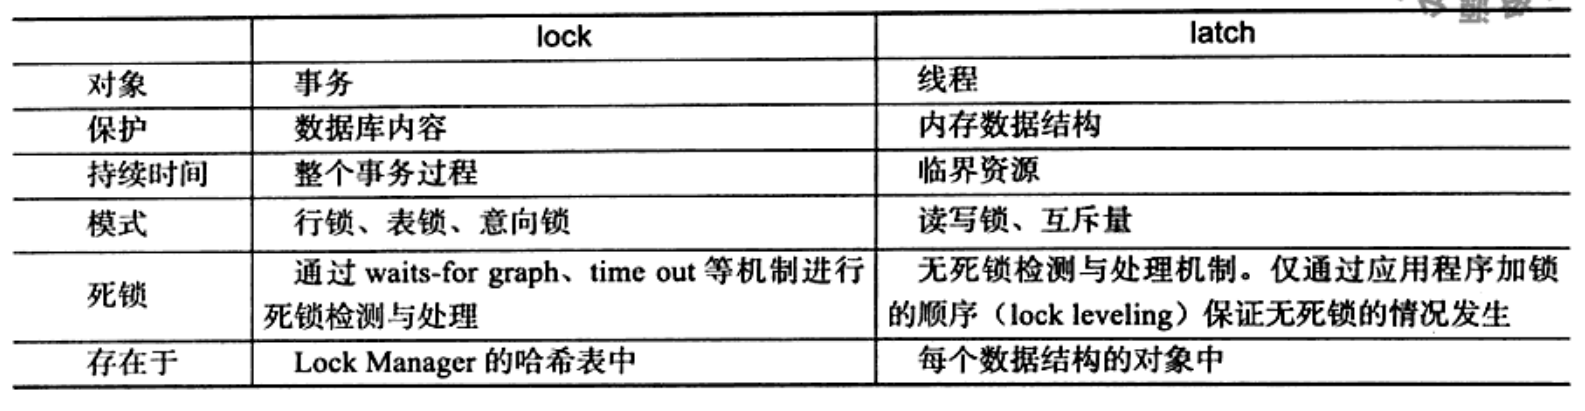 lock latch
对象 事务 线程
保护 数据库内容 内存数据结构
持续时间 整个事务过程 临界资源
模式 行锁、表锁、意向锁 读写锁、互斥量
死锁 通过 waits-for graph、time out 等机制进行 无死锁检测与处理机制。仅通过应用程序加锁
死锁检测与处理 的顺序（lock leveling）保证无死锁的情况发生
存在于 Lock Manager 的哈希表中 每个数据结构的对象中